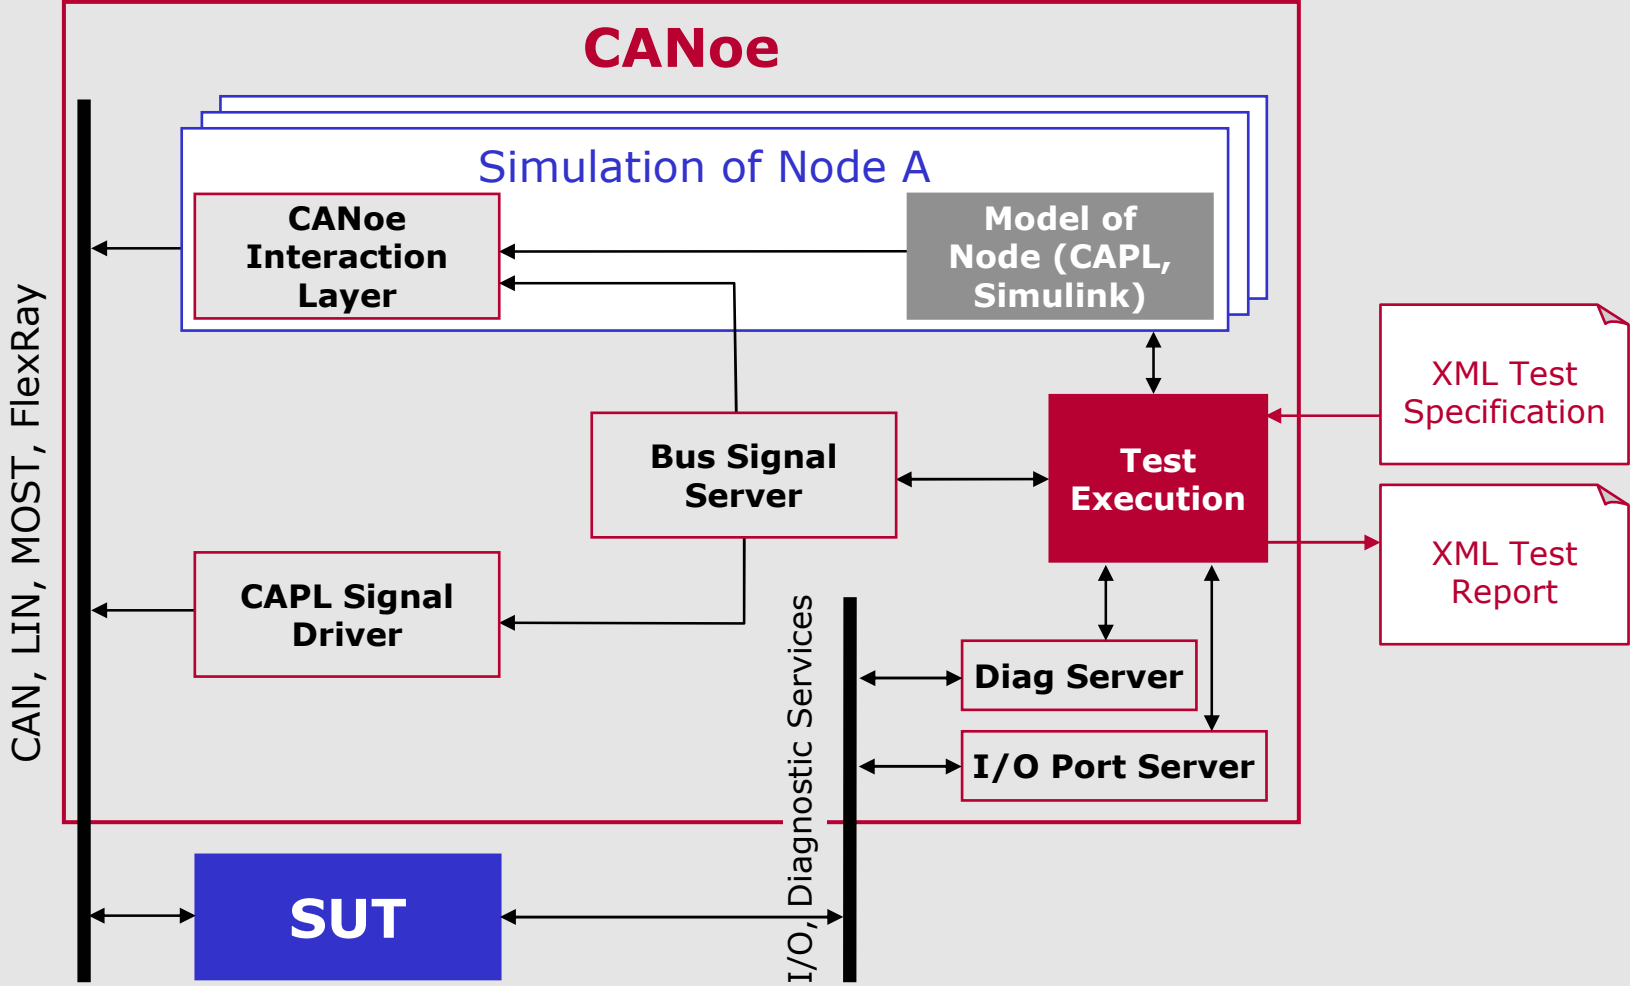 CANoe
Simulation of Node A
CANoe
Interaction
Layer
Model of
Node (CAPL,
Simulink)
CAN, LIN, MOST, FlexRay
XML Test
Specification
Bus Signal
Server
Test
Execution
XML Test
Report
CAPL Signal
Driver
I/O, Diagnostic Services
Diag Server
I/O Port Server
SUT